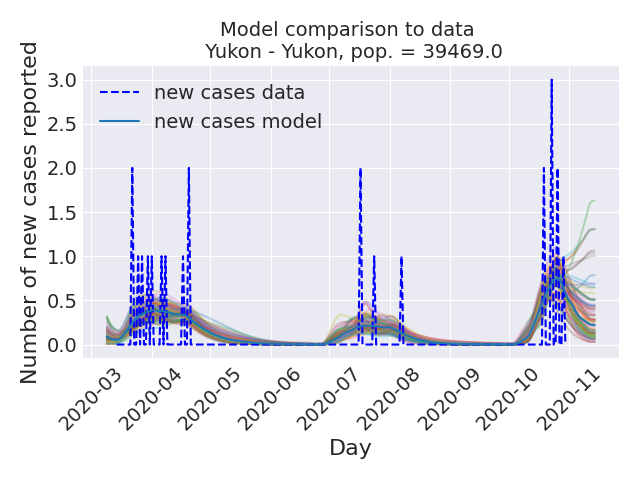 Model comparison to data
Yukon - Yukon, pop. = 39469.0
Number of new cases reported
3.0
2.5
2.0
1.5
1.0
0.5
0.0
new cases data
new cases model
2020-03
2020-04
2020-05
2020-06
2020-07
2020-08
2020-09
2020-10
2020-11
Day